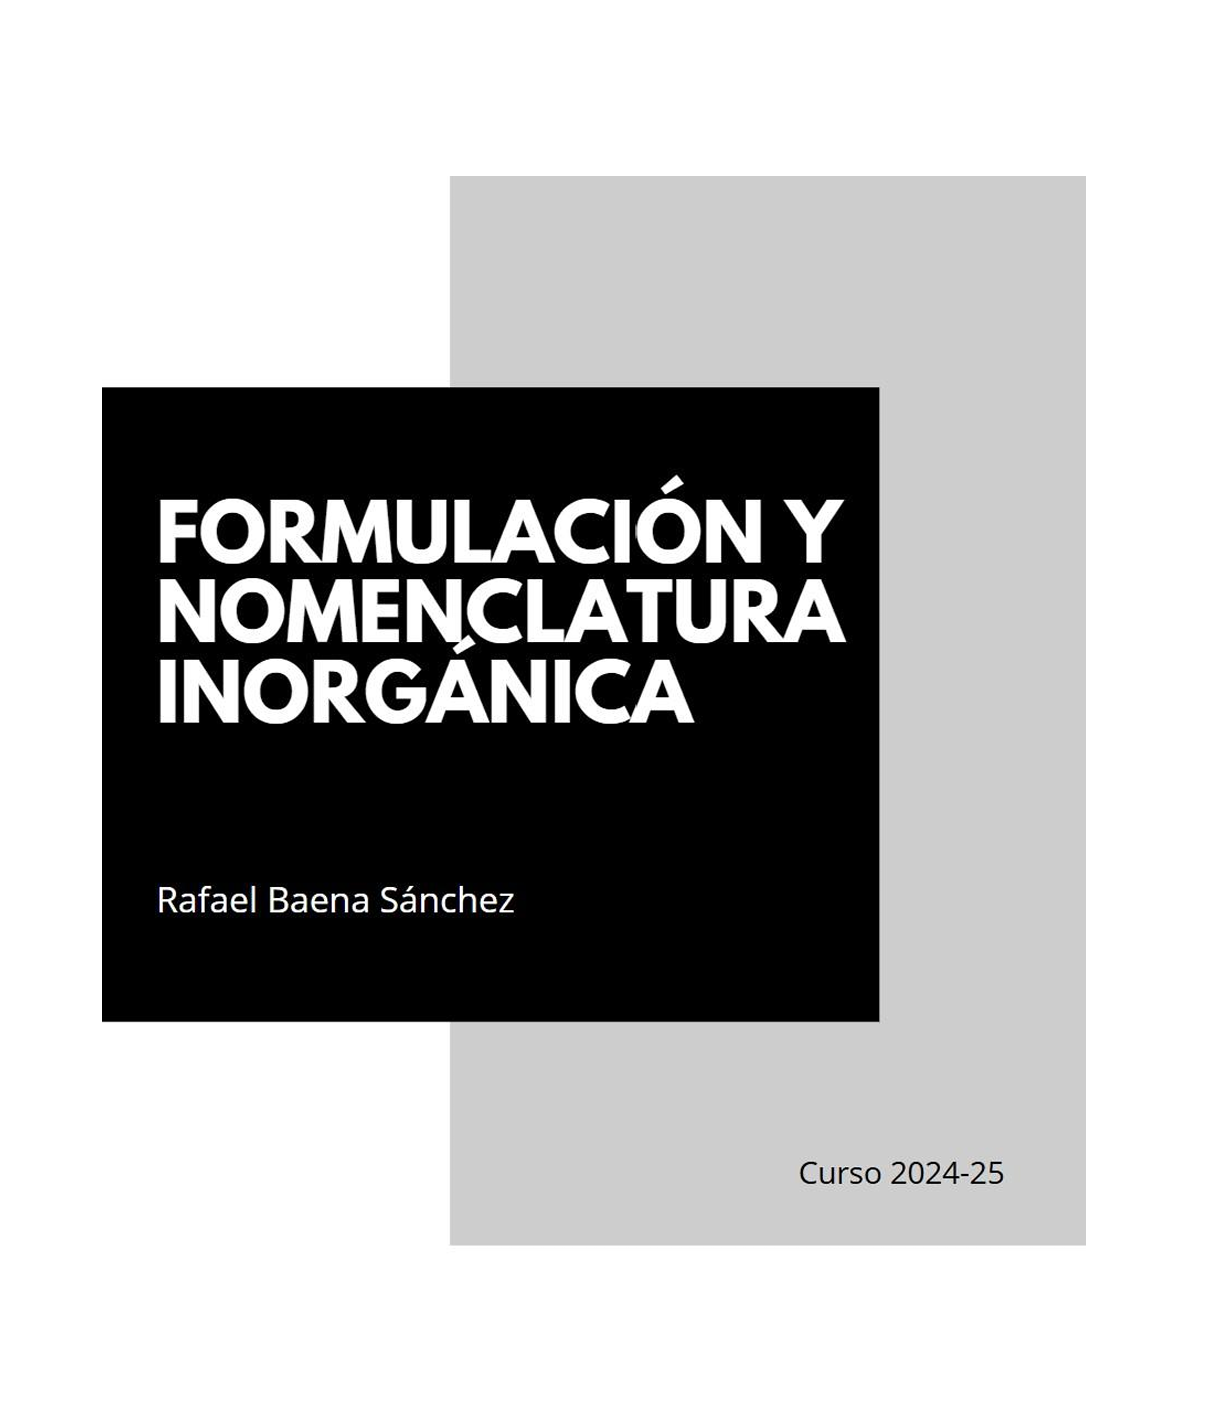 FORMULACIÓN Y
NOMENCLATURA
INORGÁNICA
Rafael Baena Sánchez
Curso 2024-25